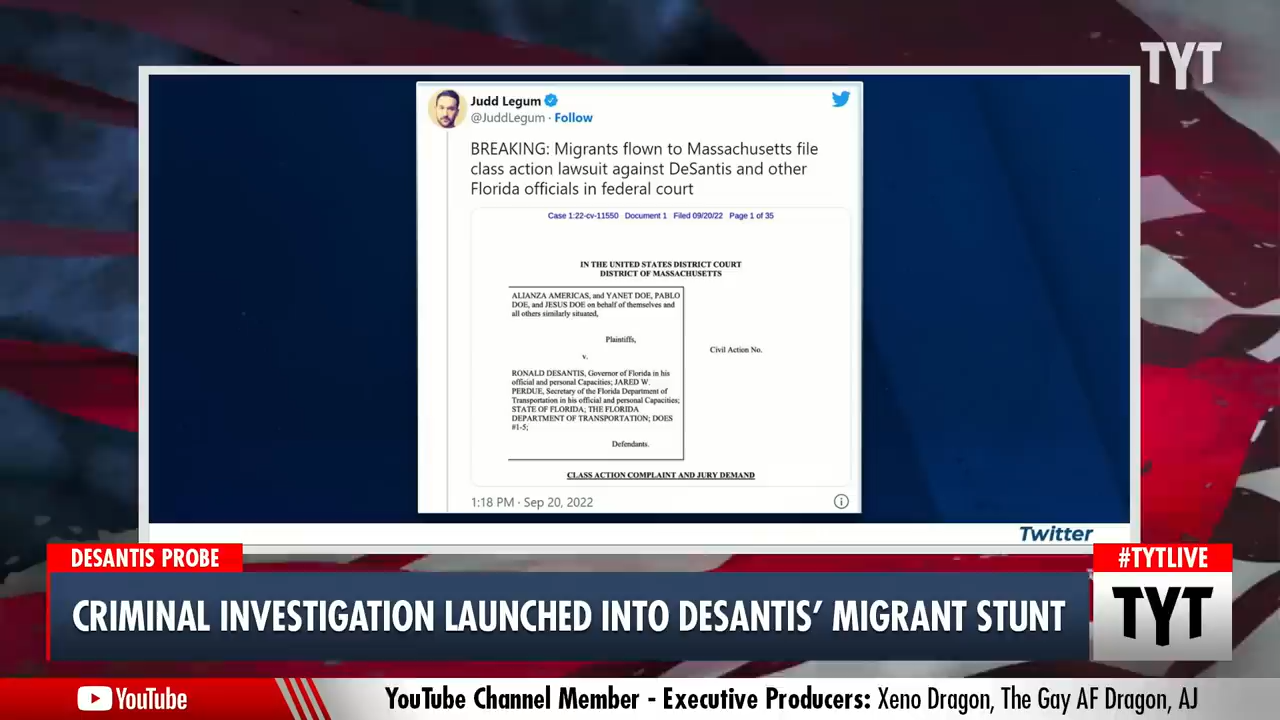 TYT
Judd Legum
@JuddLegum · Follow
BREAKING: Migrants flown to Massachusetts file
class action lawsuit against DeSantis and other
Florida officials in federal court
Case 1:22-cv-11550 Document 1 Filed 09/20/22 Page 1 of 35
IN THE UNITED STATES DISTRICT COURT
DISTRICT OF MASSACHUSETTS
ALIANZA AMERICAS, and YANET DOE, PABLO
DOE, and JESUS DOE on behalf of themselves and
all others similarly situated,
Plaintiffs,
v.
Civil Action No.
RONALD DESANTIS, Governor of Florida in his
official and personal Capacities; JARED W.
PERDUE, Secretary of the Florida Department of
Transportation in his official and personal Capacities;
STATE OF FLORIDA; THE FLORIDA
DEPARTMENT OF TRANSPORTATION; DOES
#1-5;
Defendants.
CLASS ACTION COMPLAINT AND JURY DEMAND
1:18 PM · Sep 20, 2022
Twitter
DESANTIS PROBE
#TYTLIVE
CRIMINAL INVESTIGATION LAUNCHED INTO DESANTIS' MIGRANT STUNT
TYT
YouTube
YouTube Channel Member - Executive Producers: Xeno Dragon, The Gay AF Dragon, AJ